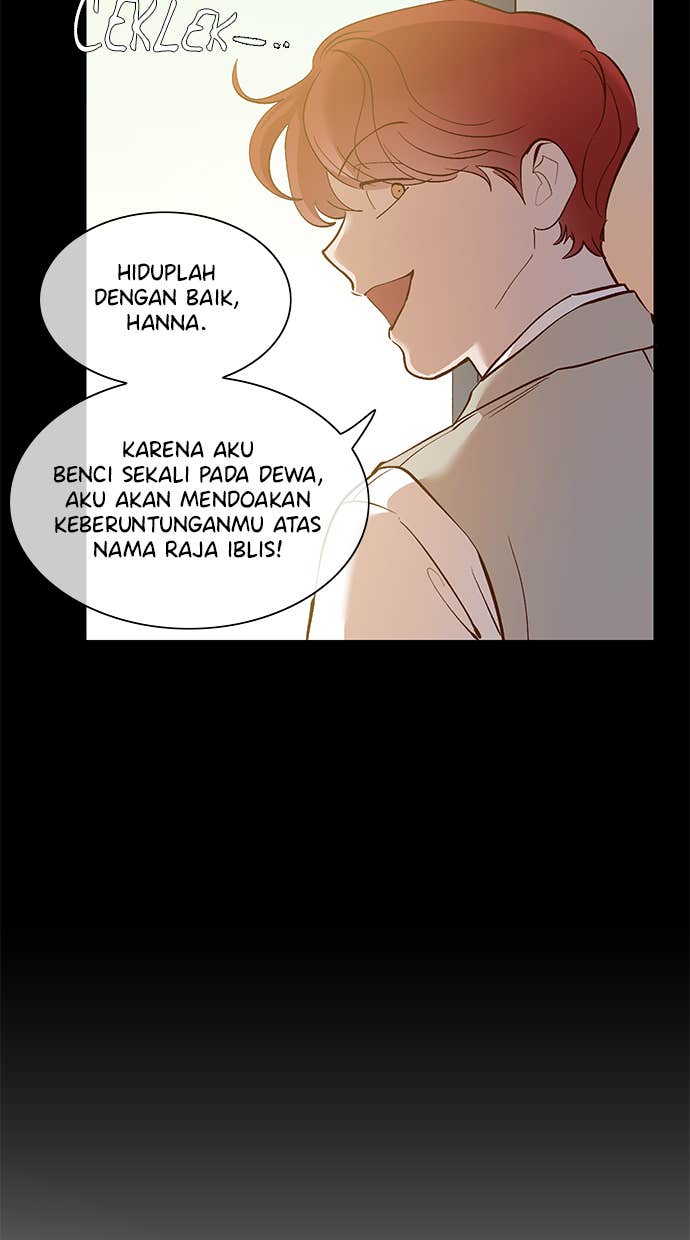 CEKLEK-..
HIDUPLAH
DENGAN BAIK,
HANNA.
KARENA AKU
BENCI SEKALI PADA DEWA,
AKU AKAN MENDOAKAN
KEBERUNTUNGANMU ATAS
NAMA RAJA IBLIS!